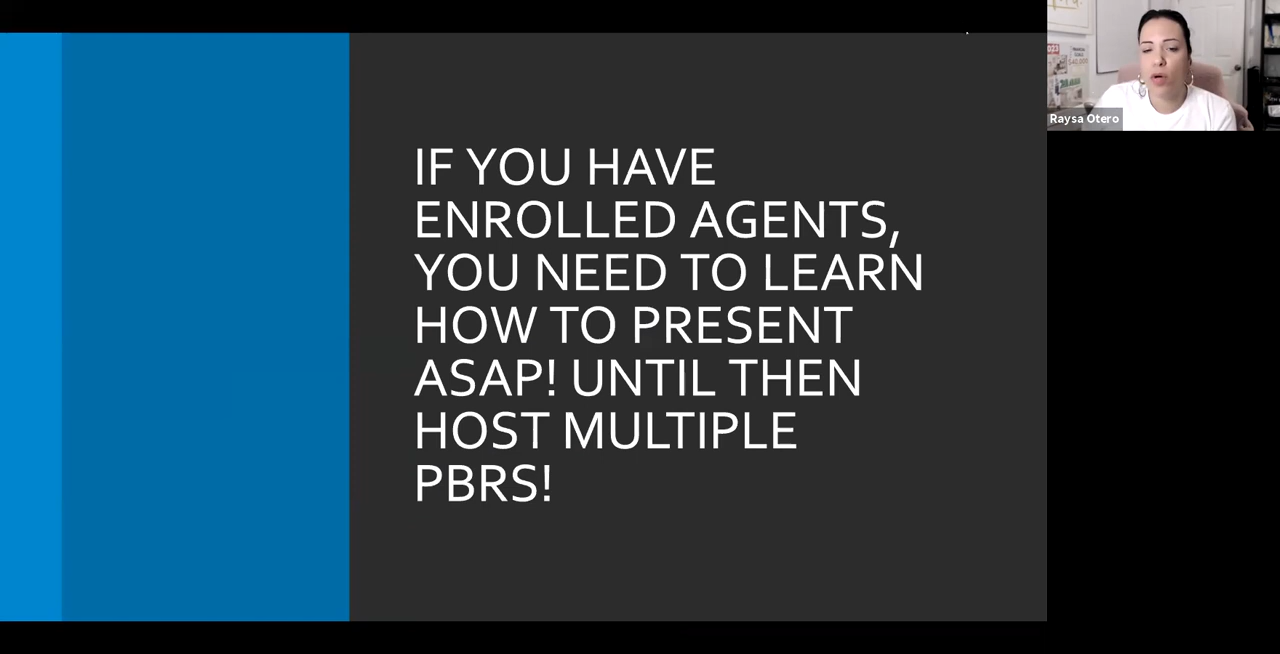 IF YOU HAVE
ENROLLED AGENTS,
YOU NEED TO LEARN
HOW TO PRESENT
ASAP! UNTIL THEN
HOST MULTIPLE
PBRS!
Raysa Otero